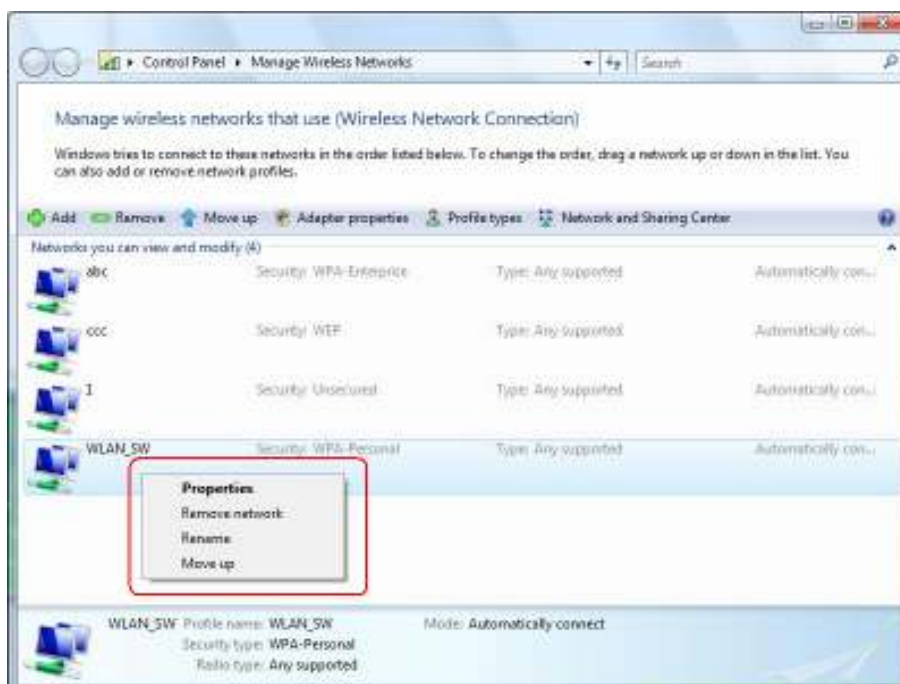 Control Panel ▸ Manage Wireless Networks Search
Manage wireless networks that use (Wireless Network Connection)
Windows tries to connect to these networks in the order listed below. To change the order, drag a network up or down in the list. You
can also add or remove network profiles.
Add Remove Move up Adapter properties Profile types Network and Sharing Center
Networks you can view and modify (4)
abc Security: WPA-Enterprice Type: Any supported Automatically con...
ccc Security: WEP Type: Any supported Automatically con...
1 Security: Unsecured Type: Any supported Automatically con...
WLAN_SW Security: WPA-Personal Type: Any supported Automatically con...
Properties
Remove network
Rename
Move up
WLAN_SW Profile name: WLAN_SW Mode: Automatically connect
Security type: WPA-Personal
Radio type: Any supported